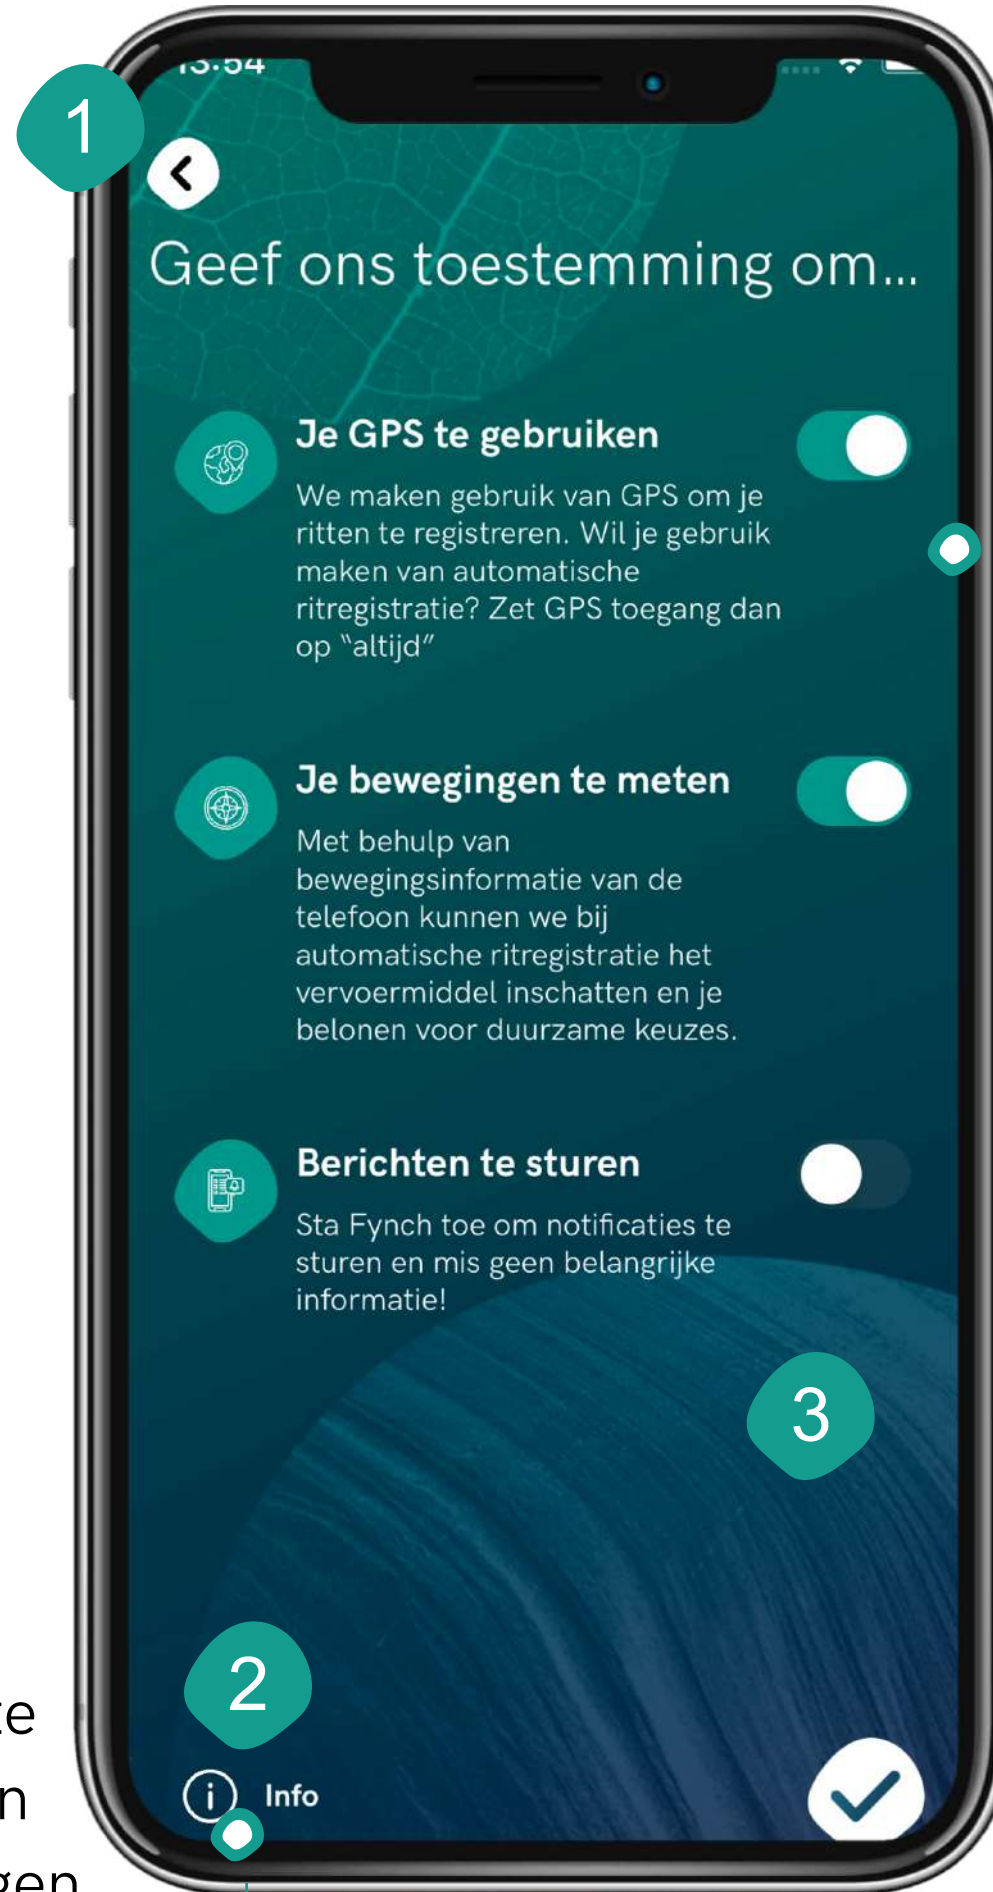 13:54
1
Geef ons toestemming om...
Je GPS te gebruiken
We maken gebruik van GPS om je
ritten te registreren. Wil je gebruik
maken van automatische
ritregistratie? Zet GPS toegang dan
op “altijd”
Je bewegingen te meten
Met behulp van
bewegingsinformatie van de
telefoon kunnen we bij
automatische ritregistratie het
vervoermiddel inschatten en je
belonen voor duurzame keuzes.
Berichten te sturen
Sta Fynch toe om notificaties te
sturen en mis geen belangrijke
informatie!
3
2
Info